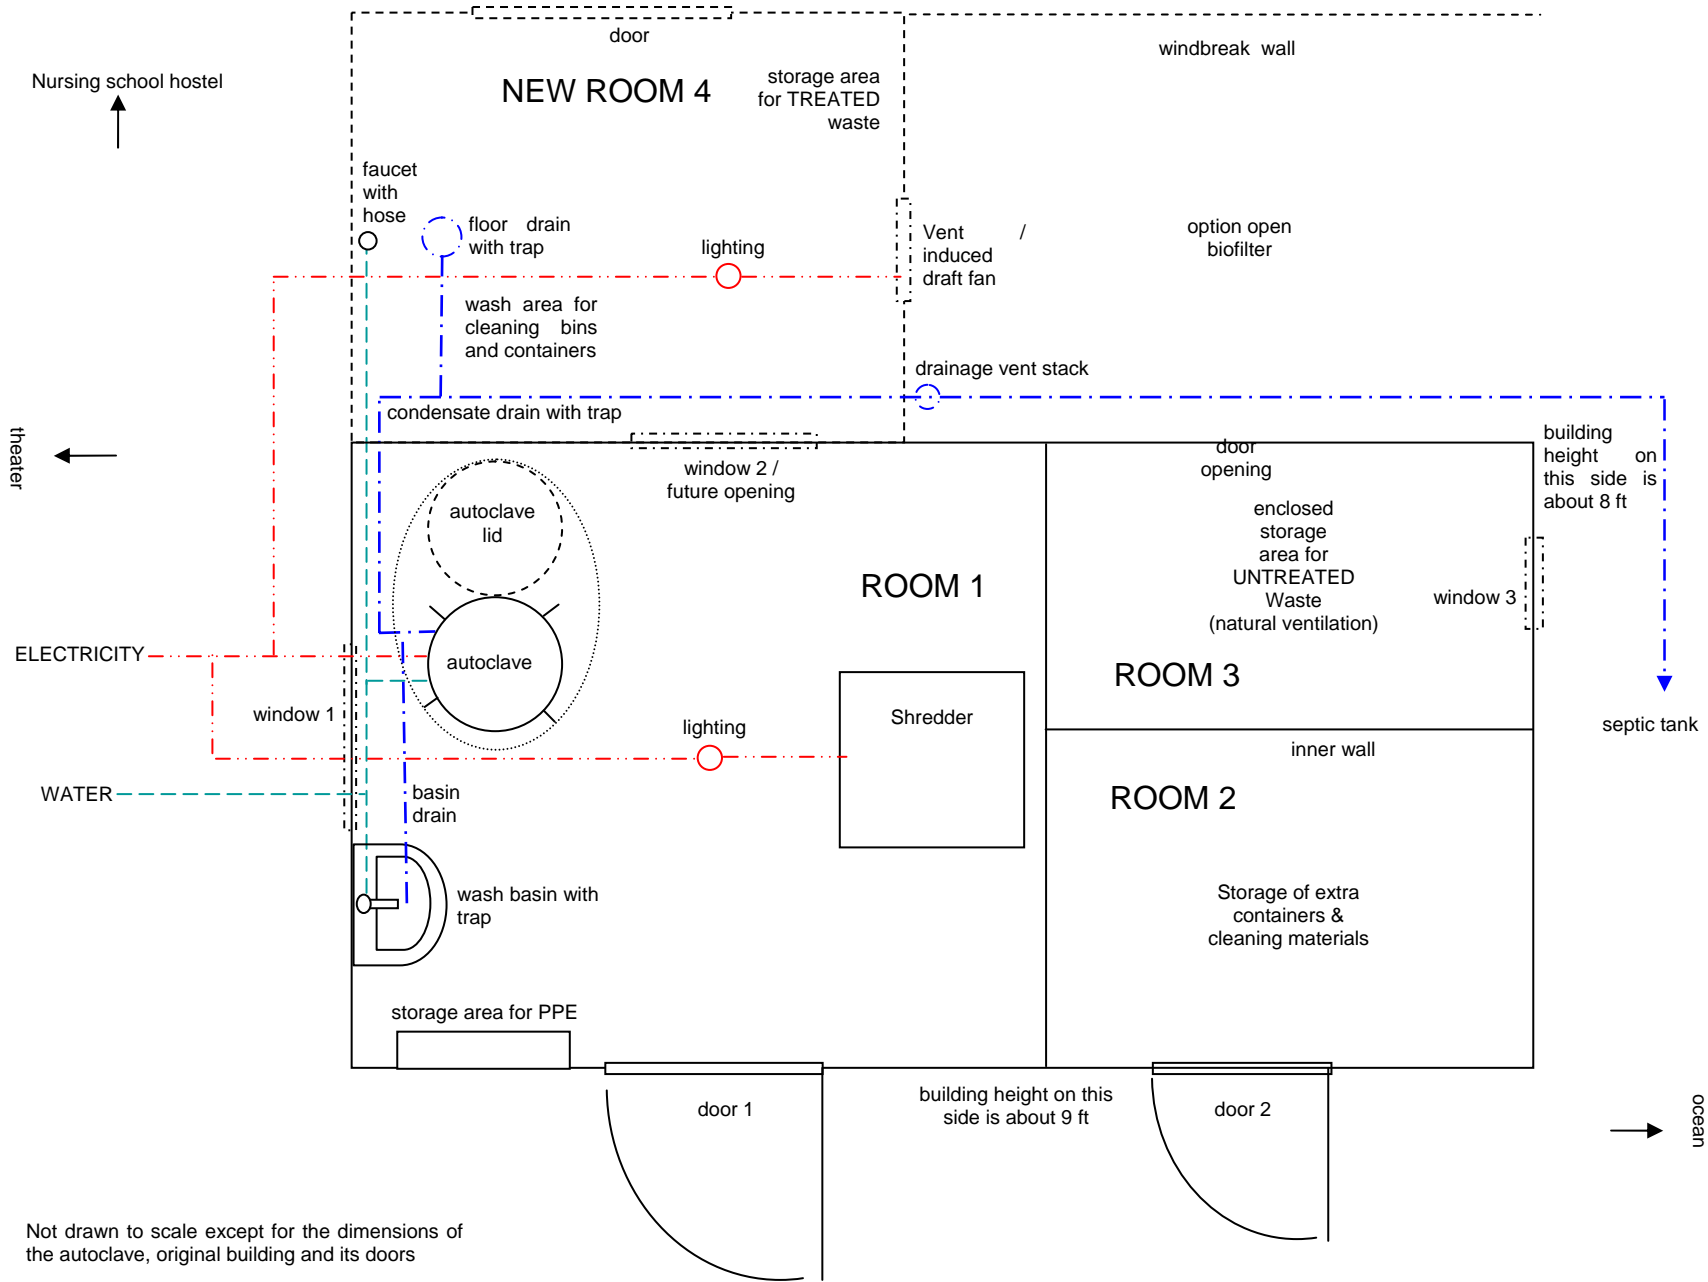 door
windbreak wall
Nursing school hostel
NEW ROOM 4
storage area
for TREATED
waste
faucet
with
hose
floor drain
with trap
lighting
Vent /
induced
draft fan
option open
biofilter
wash area for
cleaning bins
and containers
drainage vent stack
condensate drain with trap
theater
window 2 /
future opening
door
opening
building
height on
this side is
about 8 ft
autoclave
lid
enclosed
storage
area for
UNTREATED
Waste
(natural ventilation)
ROOM 1
window 3
ELECTRICITY
autoclave
ROOM 3
window 1
lighting
Shredder
septic tank
inner wall
WATER
basin
drain
ROOM 2
wash basin with
trap
Storage of extra
containers &
cleaning materials
storage area for PPE
door 1
building height on this
side is about 9 ft
door 2
ocean
Not drawn to scale except for the dimensions of
the autoclave, original building and its doors